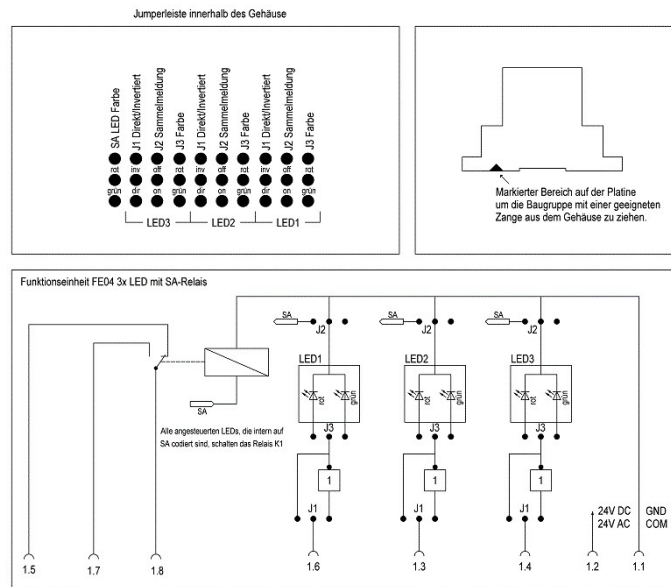 Jumperleiste innerhalb des Gehäuse
SA LED Farbe
J1 Direkt/Invertiert
J2 Sammelmeldung
J3 Farbe
J1 Direkt/Invertiert
J2 Sammelmeldung
J3 Farbe
J1 Direkt/Invertiert
J2 Sammelmeldung
J3 Farbe
rot inv off rot inv off rot inv off rot
grün dir on grün dir on grün dir on grün
LED3 LED2 LED1
Markierter Bereich auf der Platine
um die Baugruppe mit einer geeigneten
Zange aus dem Gehäuse zu ziehen.
Funktionseinheit FE04 3x LED mit SA-Relais
SA SA SA
J2 J2 J2
LED1 LED2 LED3
rot grün rot grün rot grün
SA
Alle angesteuerten LEDs, die intern auf
SA codiert sind, schalten das Relais K1
J3 J3 J3
1 1 1
J1 J1 J1
24V DC GND
24V AC COM
1.5 1.7 1.8 1.6 1.3 1.4 1.2 1.1